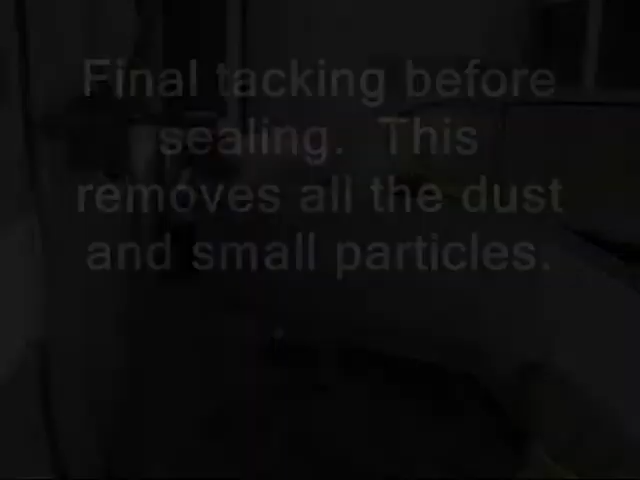 Final tacking before
sealing.  This
removes all the dust
and small particles.